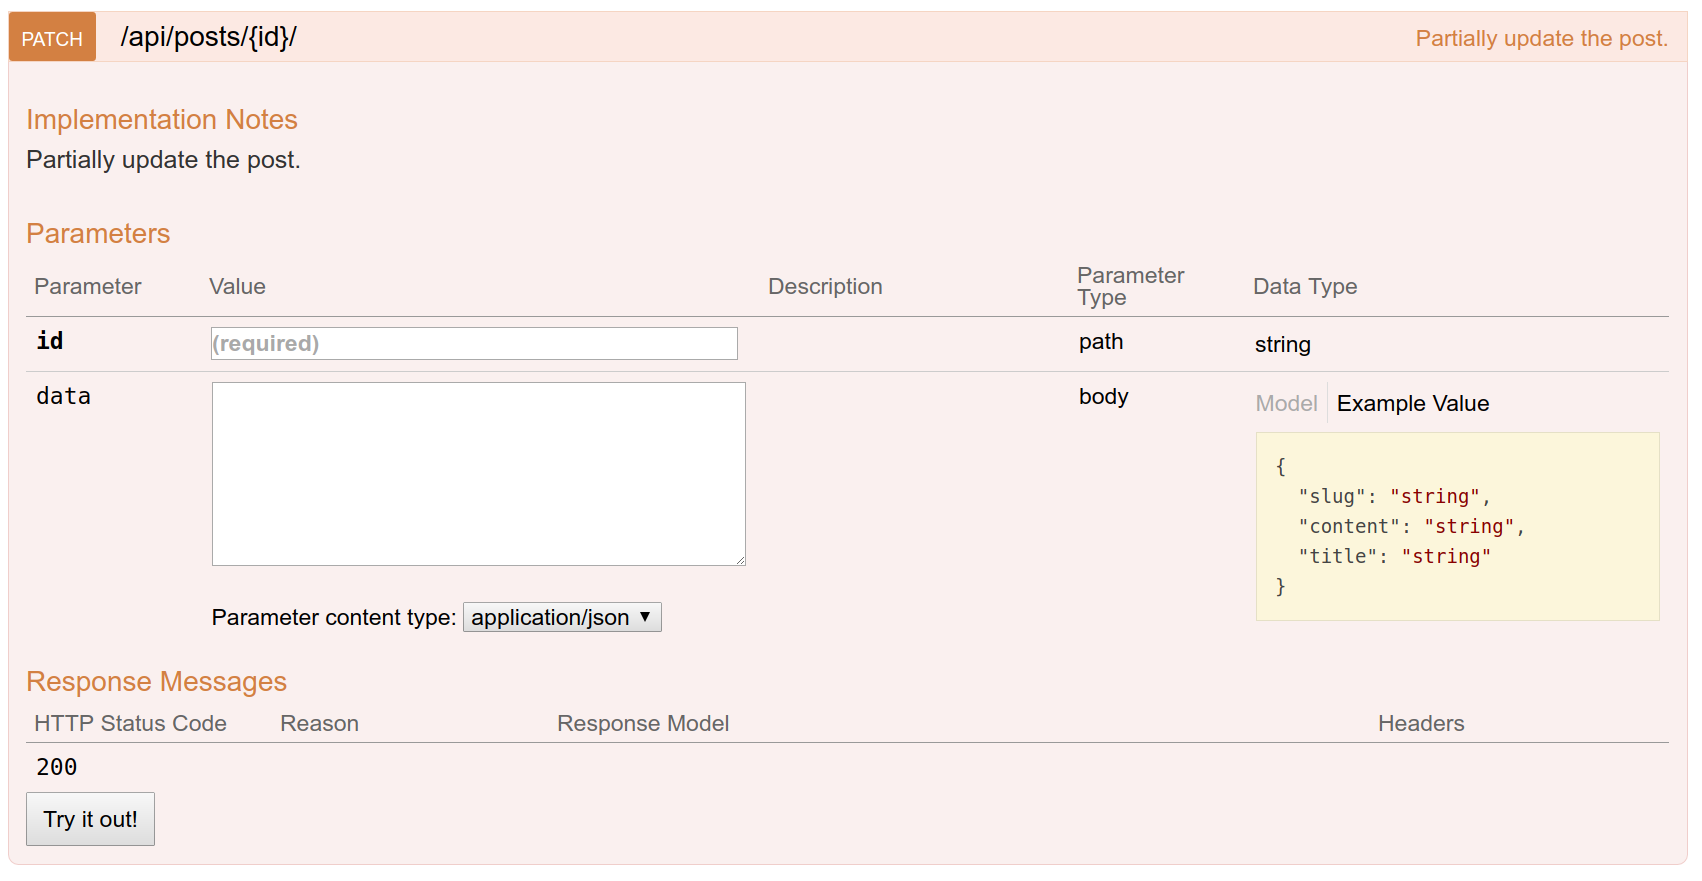 PATCH /api/posts/{id}/ Partially update the post.
Implementation Notes
Partially update the post.
Parameters
Parameter Value Description Parameter Type Data Type
id (required) path string
data body Model Example Value
{
"slug": "string",
"content": "string",
"title": "string"
}
Parameter content type: application/json ▼
Response Messages
HTTP Status Code Reason Response Model Headers
200
Try it out!